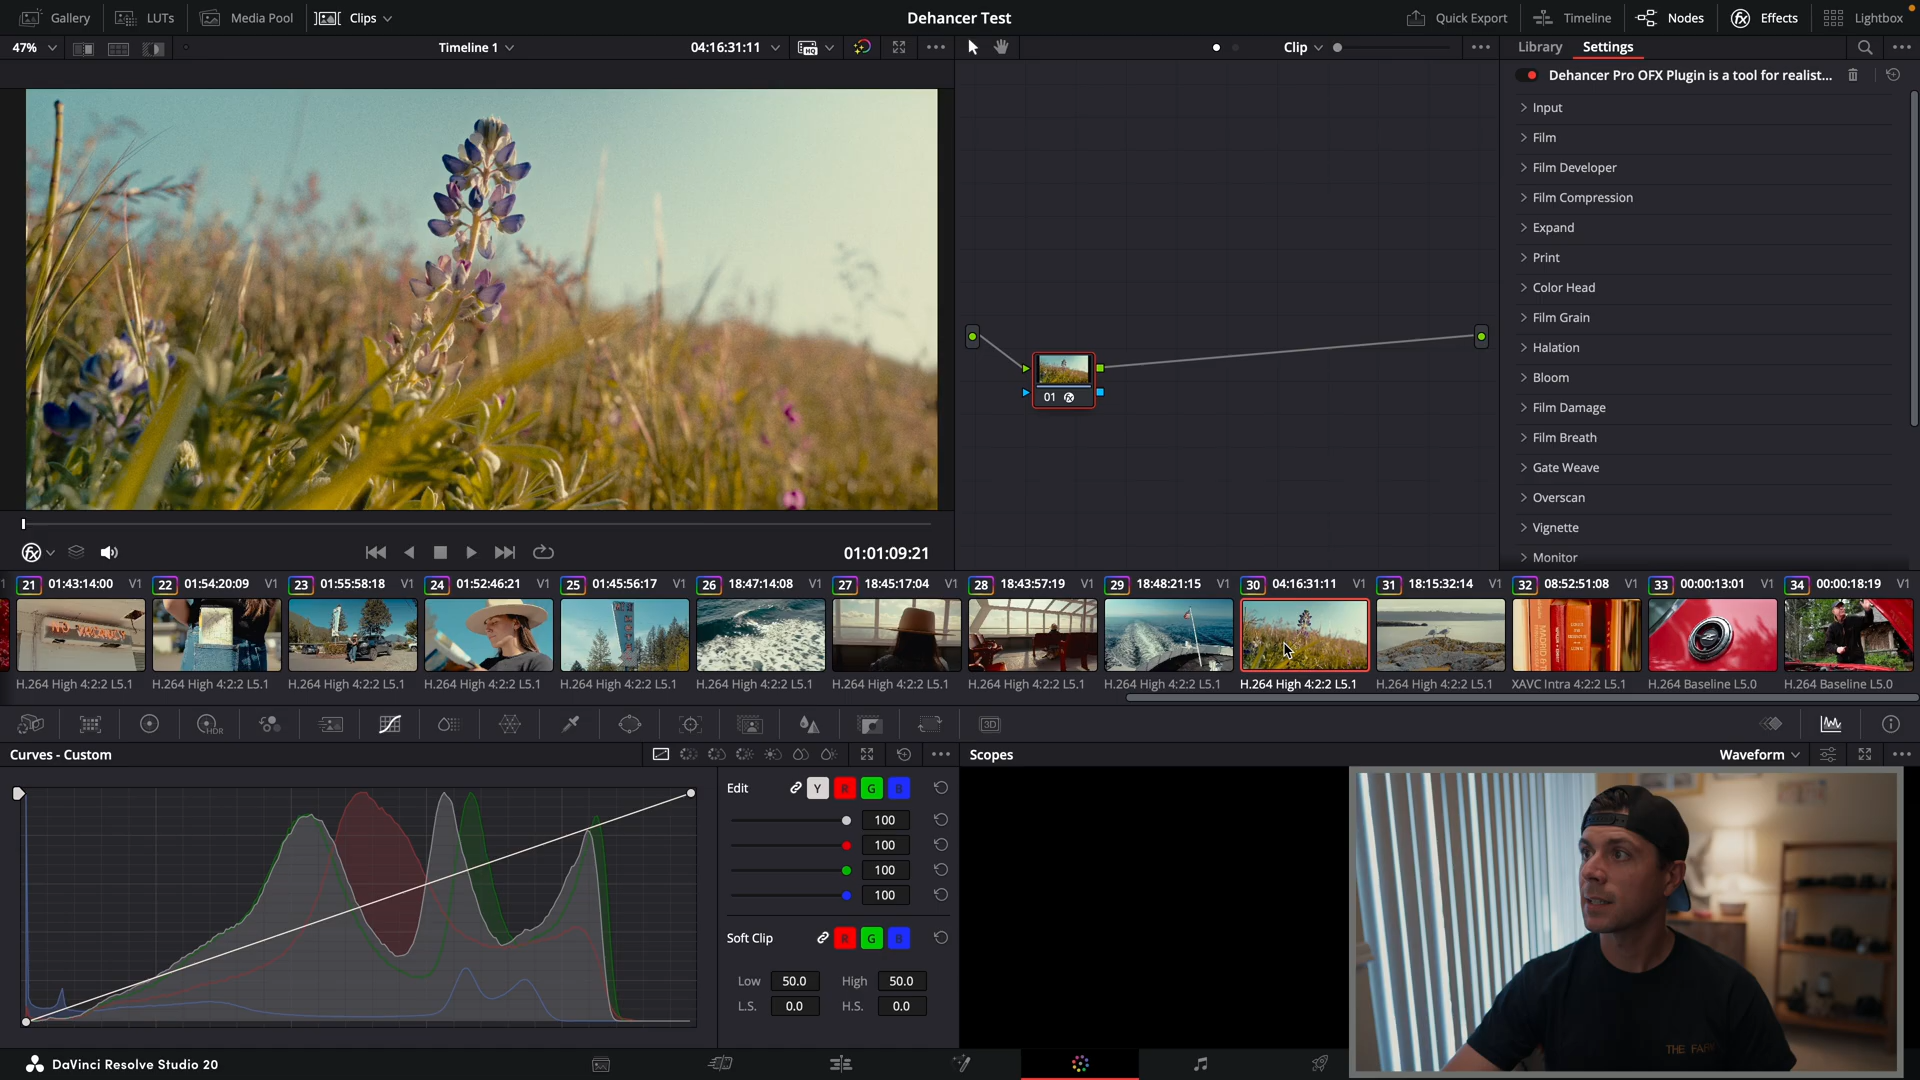 Gallery LUTs Media Pool Clips Dehancer Test Quick Export Timeline Nodes Effects Lightbox
47% Timeline 1 04:16:31:11 HQ Clip Library Settings
Dehancer Pro OFX Plugin is a tool for realist...
Input
Film
Film Developer
Film Compression
Expand
Print
Color Head
Film Grain
Halation
Bloom
Film Damage
Film Breath
Gate Weave
Overscan
Vignette
Monitor
01
01:01:09:21
21 01:43:14:00 V1 22 01:54:20:09 V1 23 01:55:58:18 V1 24 01:52:46:21 V1 25 01:45:56:17 V1 26 18:47:14:08 V1 27 18:45:17:04 V1 28 18:43:57:19 V1 29 18:48:21:15 V1 30 04:16:31:11 V1 31 18:15:32:14 V1 32 08:52:51:08 V1 33 00:00:13:01 V1 34 00:00:18:19 V1
NO VACANCY
H.264 High 4:2:2 L5.1 H.264 High 4:2:2 L5.1 H.264 High 4:2:2 L5.1 H.264 High 4:2:2 L5.1 H.264 High 4:2:2 L5.1 H.264 High 4:2:2 L5.1 H.264 High 4:2:2 L5.1 H.264 High 4:2:2 L5.1 H.264 High 4:2:2 L5.1 H.264 High 4:2:2 L5.1 H.264 High 4:2:2 L5.1 XAVC Intra 4:2:2 L5.1 H.264 Baseline L5.0 H.264 Baseline L5.0
HDR 3D
Curves - Custom Scopes Waveform
Edit Y R G B
100
100
100
100
Soft Clip R G B
Low 50.0 High 50.0
L.S. 0.0 H.S. 0.0
THE FA
DaVinci Resolve Studio 20